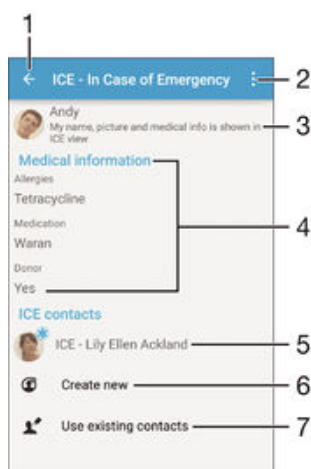 1
ICE - In Case of Emergency
2
Andy
My name, picture and medical info is shown in
ICE view
3
Medical information
Allergies
Tetracycline
Medication
Waran
4
Donor
Yes
ICE contacts
ICE - Lily Ellen Ackland
5
Create new
6
Use existing contacts
7